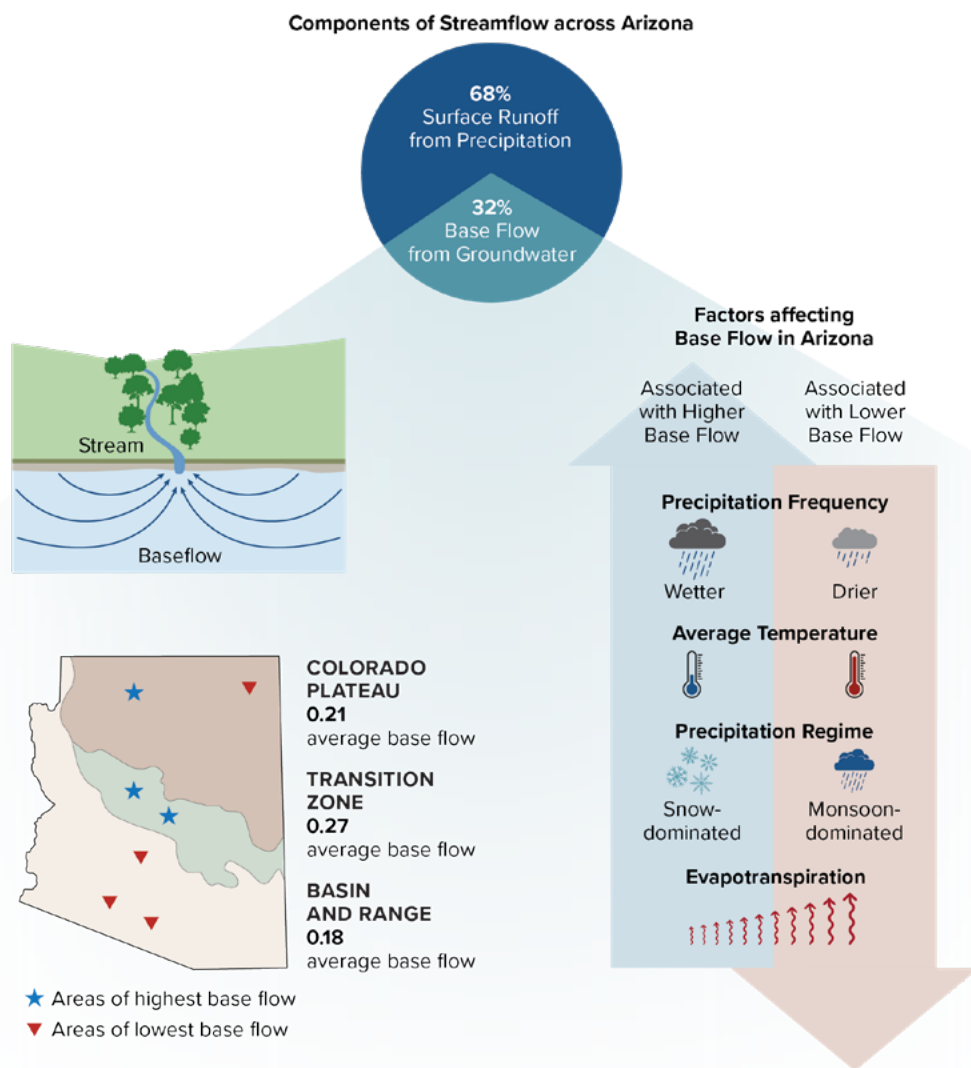 Components of Streamflow across Arizona
68%
Surface Runoff
from Precipitation
32%
Base Flow
from Groundwater
Stream
Baseflow
Factors affecting
Base Flow in Arizona
Associated
with Higher
Base Flow
Associated
with Lower
Base Flow
Precipitation Frequency
Wetter
Drier
Average Temperature
Precipitation Regime
Snow-
dominated
Monsoon-
dominated
Evapotranspiration
COLORADO
PLATEAU
0.21
average base flow
TRANSITION
ZONE
0.27
average base flow
BASIN
AND RANGE
0.18
average base flow
Areas of highest base flow
Areas of lowest base flow